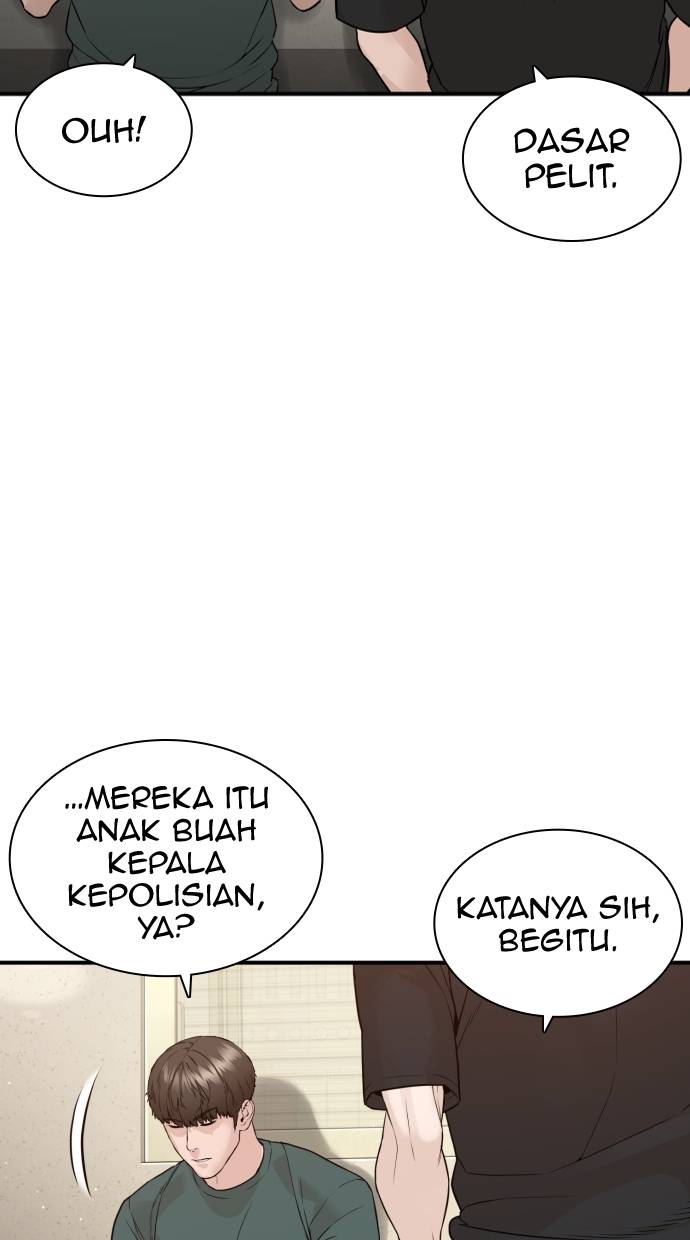 OUH!
DASAR
PELIT.
...MEREKA ITU
ANAK BUAH
KEPALA
KEPOLISIAN,
YA?
KATANYA SIH,
BEGITU.